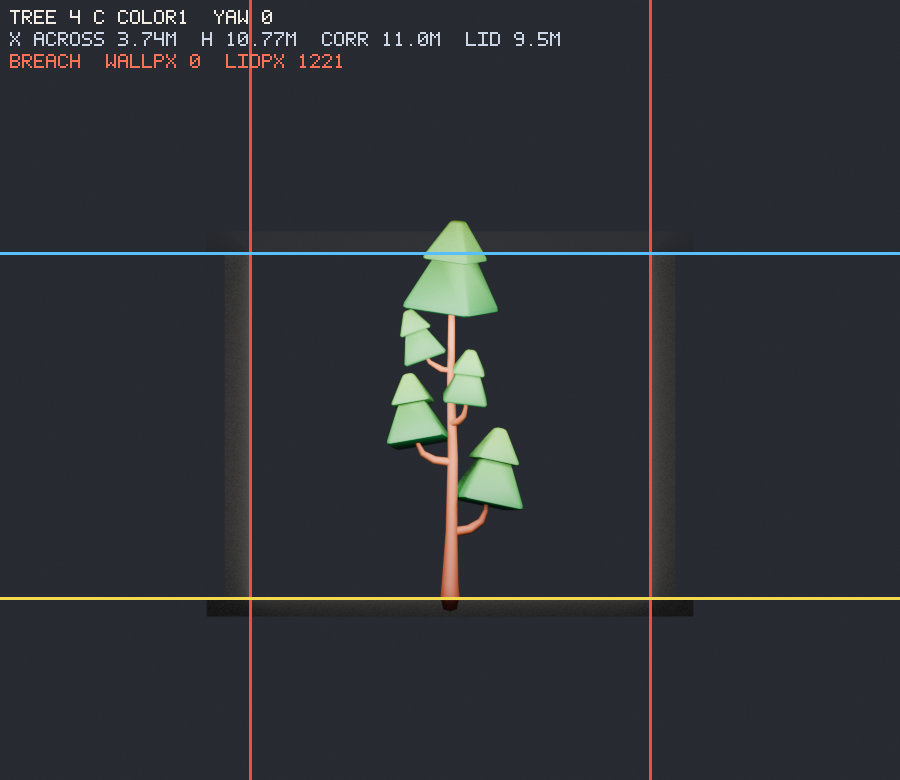 TREE 4 C COLOR1 YAW 0
X ACROSS 3.74M H 10.77M CORR 11.0M LID 9.5M
BREACH WALLPX 0 LIDPX 1221